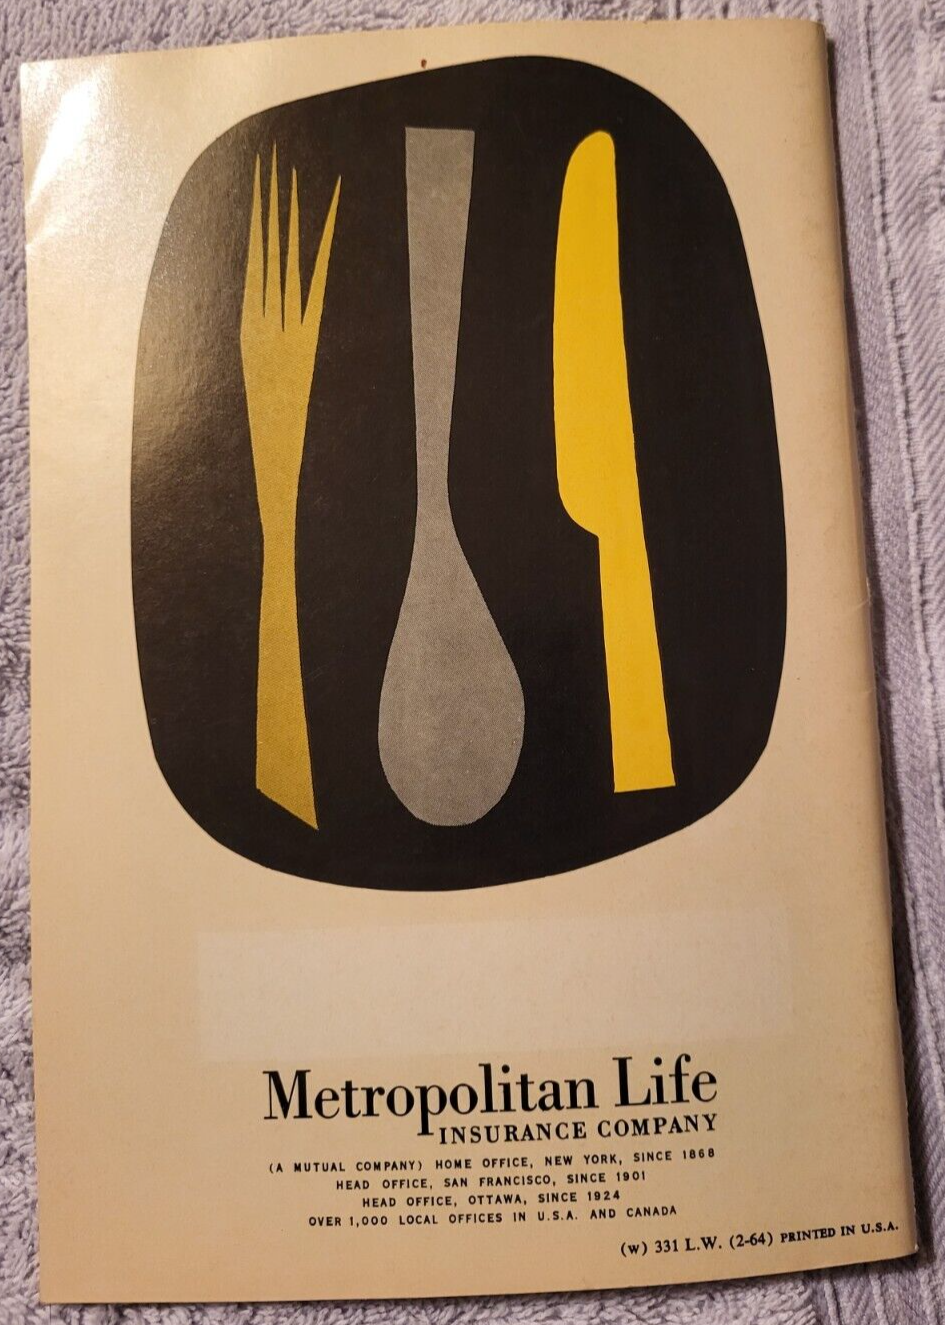 Metropolitan Life
INSURANCE COMPANY
(A MUTUAL COMPANY) HOME OFFICE, NEW YORK, SINCE 1868
HEAD OFFICE, SAN FRANCISCO, SINCE 1901
HEAD OFFICE, OTTAWA, SINCE 1924
OVER 1,000 LOCAL OFFICES IN U.S.A. AND CANADA
(w) 331 L.W. (2-64) PRINTED IN U.S.A.